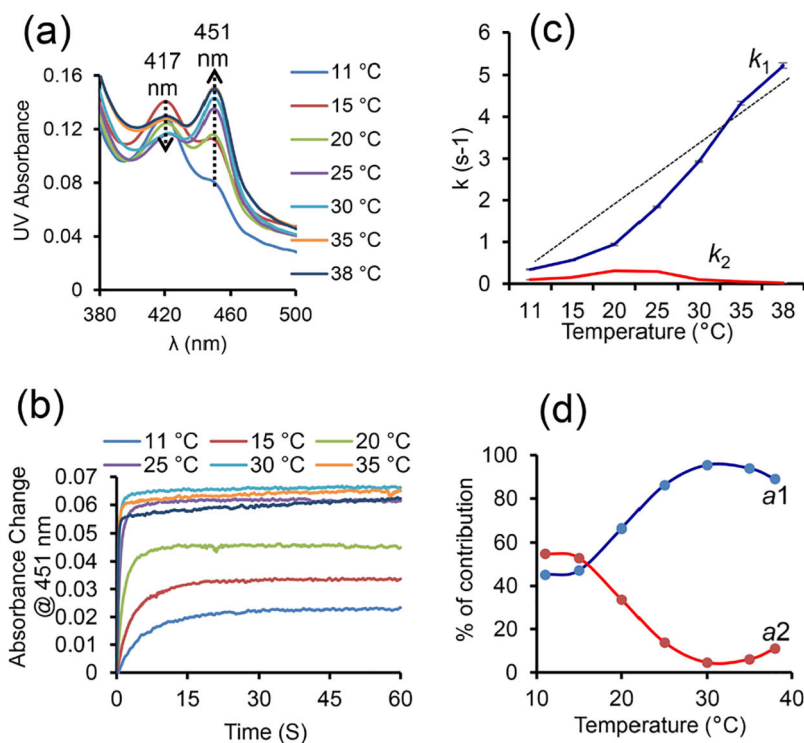 (a)
417
nm
451
nm
0.16
0.12
0.08
0.04
0
UV Absorbance
380 420 460 500
λ (nm)
11 °C
15 °C
20 °C
25 °C
30 °C
35 °C
38 °C
(c)
6
5
4
3
2
1
0
k (s-1)
k1
k2
11 15 20 25 30 35 38
Temperature (°C)
(b)
11 °C 15 °C 20 °C
25 °C 30 °C 35 °C
0.07
0.06
0.05
0.04
0.03
0.02
0.01
0
Absorbance Change
@ 451 nm
0 15 30 45 60
Time (S)
(d)
100
80
60
40
20
0
% of contribution
a1
a2
10 20 30 40
Temperature (°C)